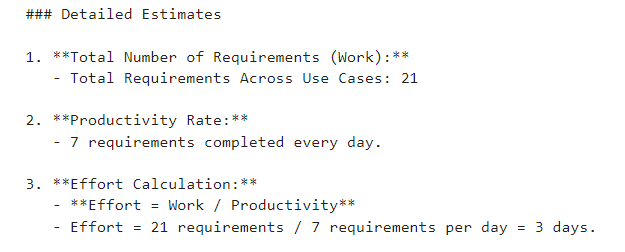 ### Detailed Estimates
1. **Total Number of Requirements (Work):**
- Total Requirements Across Use Cases: 21
2. **Productivity Rate:**
- 7 requirements completed every day.
3. **Effort Calculation:**
- **Effort = Work / Productivity**
- Effort = 21 requirements / 7 requirements per day = 3 days.